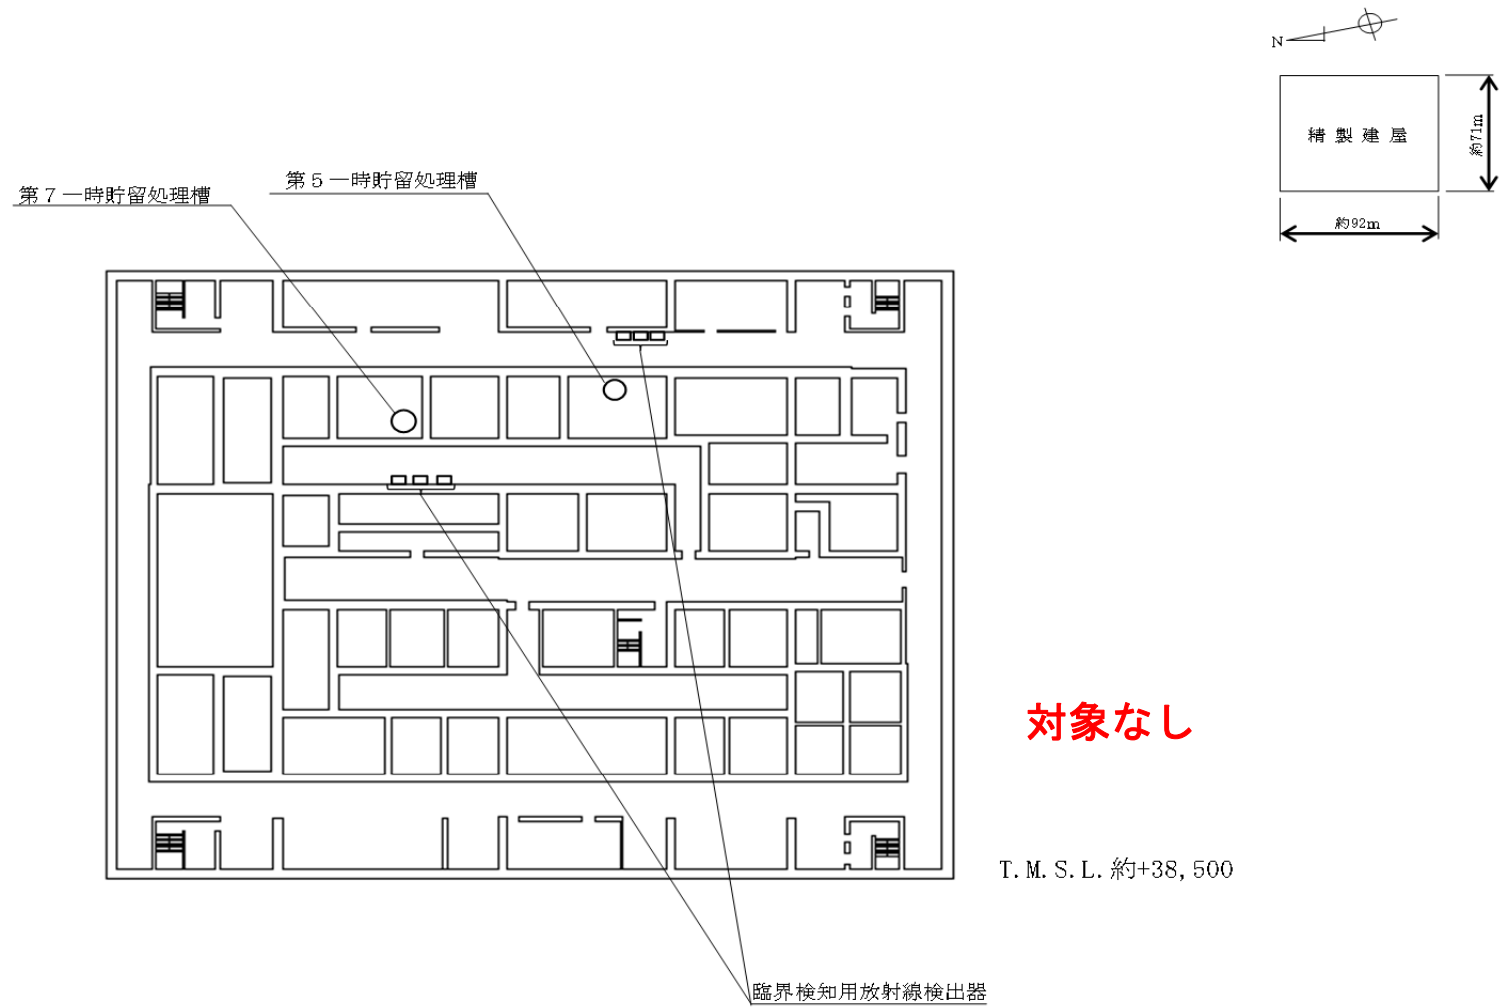 N
精製建屋
約71m
約92m
第５一時貯留処理槽
第７一時貯留処理槽
対象なし
T.M.S.L.約+38,500
臨界検知用放射線検出器